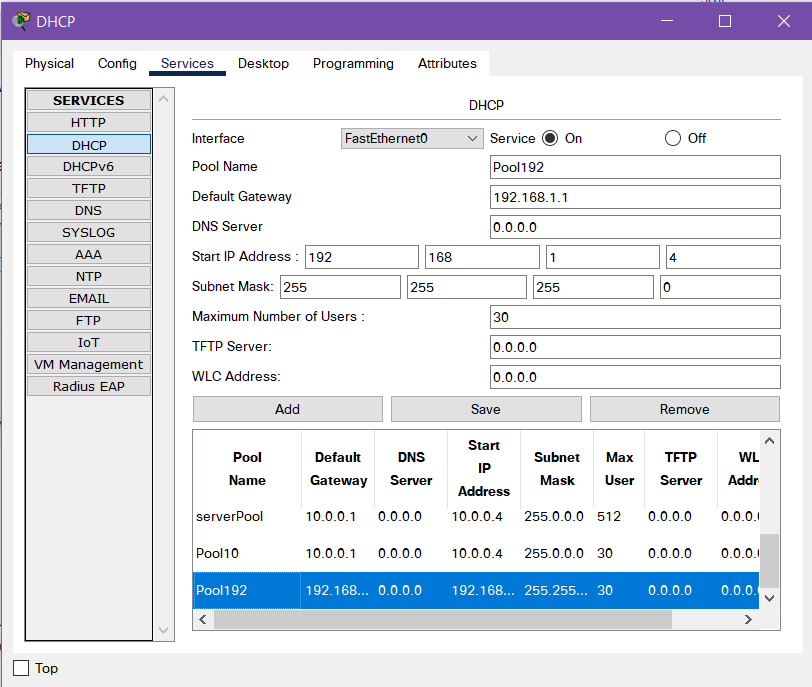 DHCP
Physical Config Services Desktop Programming Attributes
SERVICES
HTTP
DHCP
DHCPv6
TFTP
DNS
SYSLOG
AAA
NTP
EMAIL
FTP
IoT
VM Management
Radius EAP
DHCP
Interface FastEthernet0 Service On Off
Pool Name Pool192
Default Gateway 192.168.1.1
DNS Server 0.0.0.0
Start IP Address : 192 168 1 4
Subnet Mask: 255 255 255 0
Maximum Number of Users : 30
TFTP Server: 0.0.0.0
WLC Address: 0.0.0.0
Add Save Remove
Pool Name Default Gateway DNS Server Start IP Address Subnet Mask Max User TFTP Server WL Addr
serverPool 10.0.0.1 0.0.0.0 10.0.0.4 255.0.0.0 512 0.0.0.0 0.0.0.
Pool10 10.0.0.1 0.0.0.0 10.0.0.4 255.0.0.0 30 0.0.0.0 0.0.0.
Pool192 192.168... 0.0.0.0 192.168... 255.255... 30 0.0.0.0 0.0.0.
Top